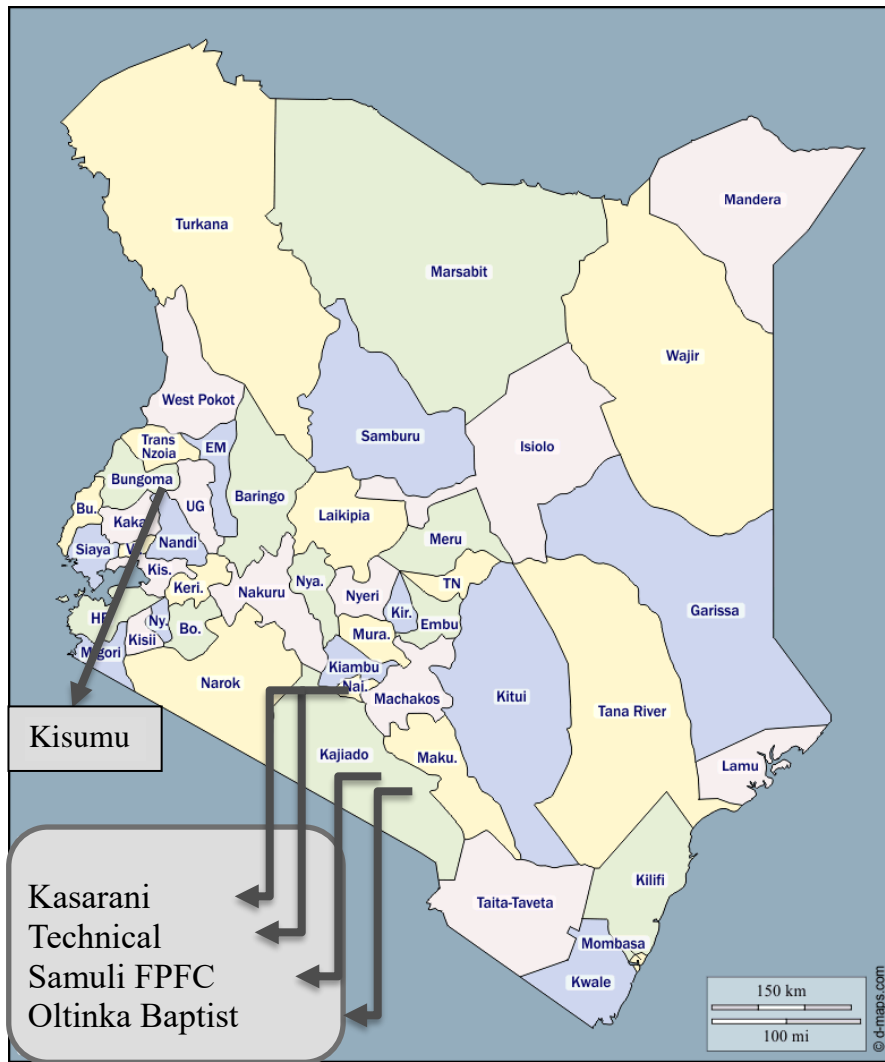 Mandera
Turkana
Marsabit
Wajir
West Pokot
Samburu
Isiolo
Trans
Nzoia
EM
Bungoma
UG
Baringo
Bu.
Kaka
Laikipia
Meru
Siaya
V
Nandi
Kis.
Keri.
Nakuru
Nya.
Nyeri
TN
Garissa
Kir.
Embu
Ny.
Kisii
Bo.
Mura.
Migori
Kiambu
Narok
Nai.
Machakos
Kitui
Tana River
Kisumu
Kajiado
Maku.
Lamu
Kilifi
Taita-Taveta
Mombasa
Kwale
Kasarani
Technical
Samuli FPFC
Oltinka Baptist
150 km
100 mi
© d-maps.com